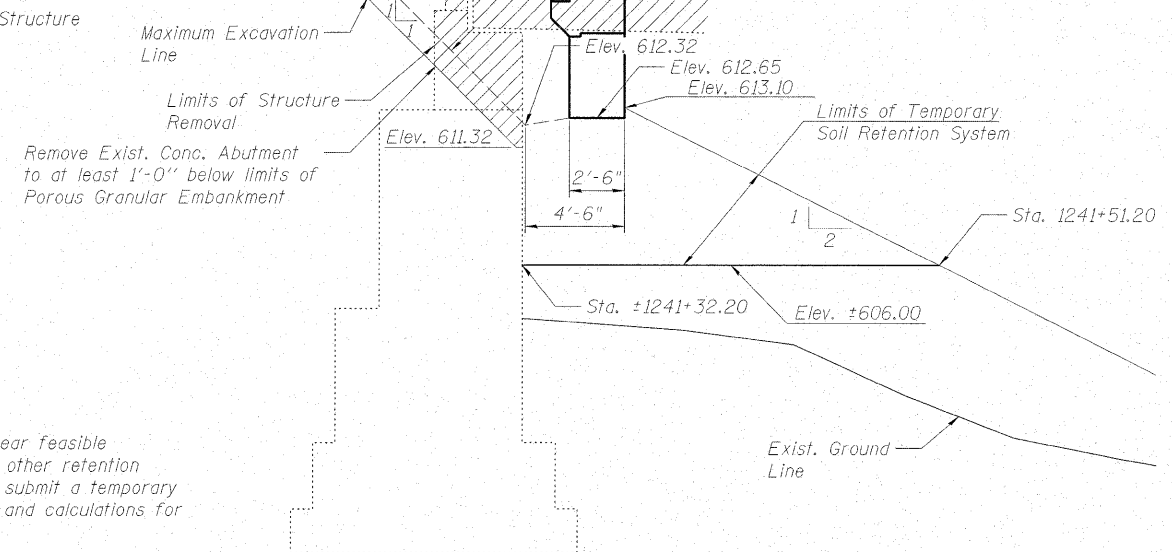 Structure
Maximum Excavation
Line
1
1
Limits of Structure
Removal
Remove Exist. Conc. Abutment
to at least 1'-0" below limits of
Porous Granular Embankment
Elev. 611.32
Elev. 612.32
Elev. 612.65
Elev. 613.10
Limits of Temporary
Soil Retention System
2'-6"
4'-6"
1
2
Sta. 1241+51.20
Sta. ±1241+32.20
Elev. ±606.00
Exist. Ground
Line
ear feasible
other retention
submit a temporary
and calculations for